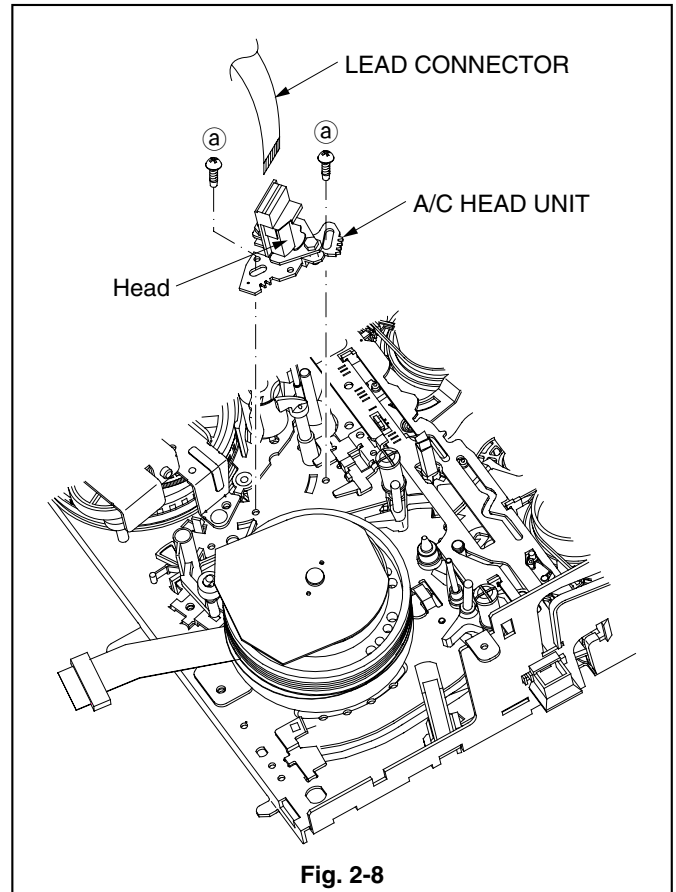 LEAD CONNECTOR
ⓐ ⓐ
A/C HEAD UNIT
Head
Fig. 2-8